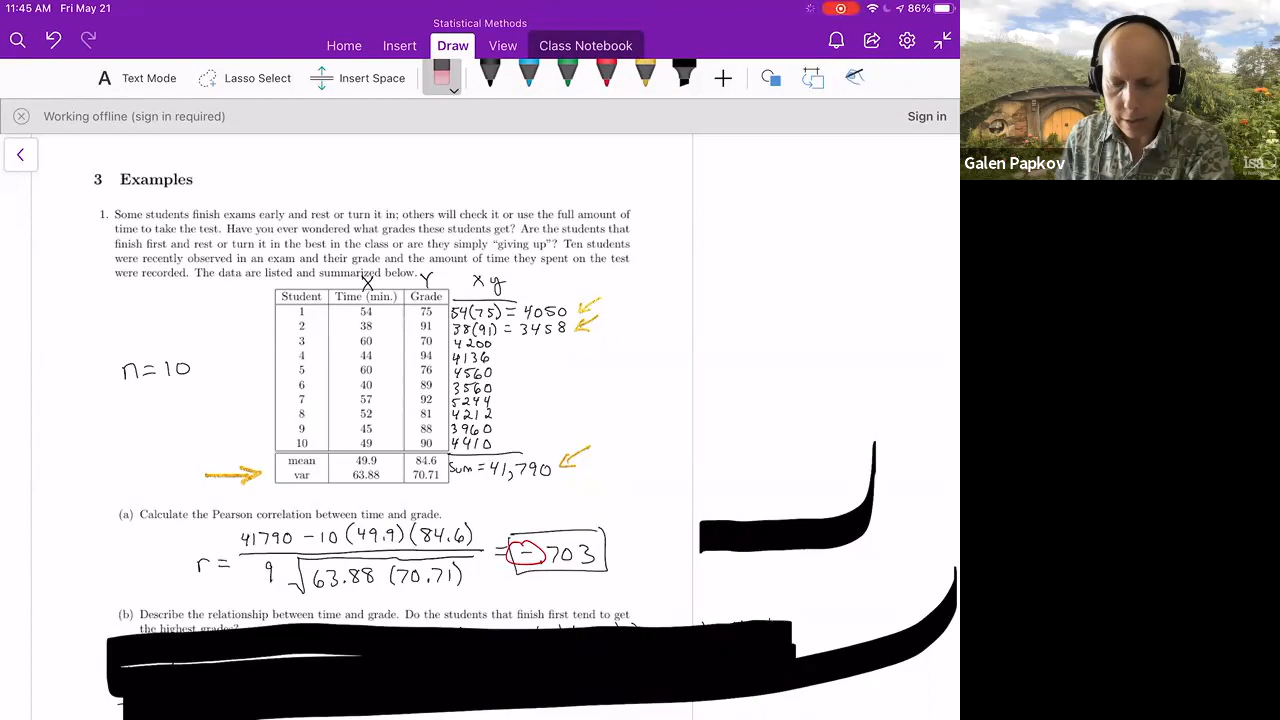 11:45 AM Fri May 21
86%
Statistical Methods
Home Insert Draw View Class Notebook
Text Mode Lasso Select Insert Space
Working offline (sign in required) Sign in
Galen Papkov
3 Examples
1. Some students finish exams early and rest or turn it in; others will check it or use the full amount of
time to take the test. Have you ever wondered what grades these students get? Are the students that
finish first and rest or turn it in the best in the class or are they simply “giving up”? Ten students
were recently observed in an exam and their grade and the amount of time they spent on the test
were recorded. The data are listed and summarized below.
X Y xy
Student Time (min.) Grade
1 54 75 54(75) = 4050
2 38 91 38(91) = 3458
3 60 70 4200
4 44 94 4136
5 60 76 4560
6 40 89 3560
7 57 92 5244
8 52 81 4212
9 45 88 3960
10 49 90 4410
mean 49.9 84.6
var 63.88 70.71
sum = 41,790
n = 10
(a) Calculate the Pearson correlation between time and grade.
41790 - 10 (49.9)(84.6)
r = = - 703
9 √63.88 (70.71)
(b) Describe the relationship between time and grade. Do the students that finish first tend to get
the highest grades?